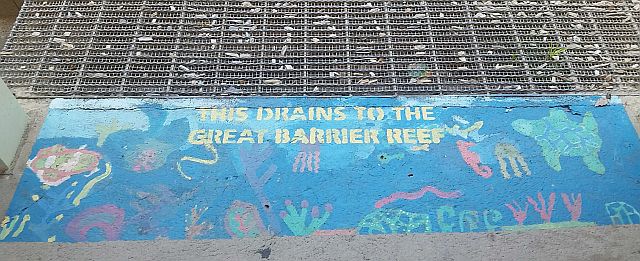 THIS DRAINS TO THE
GREAT BARRIER REEF